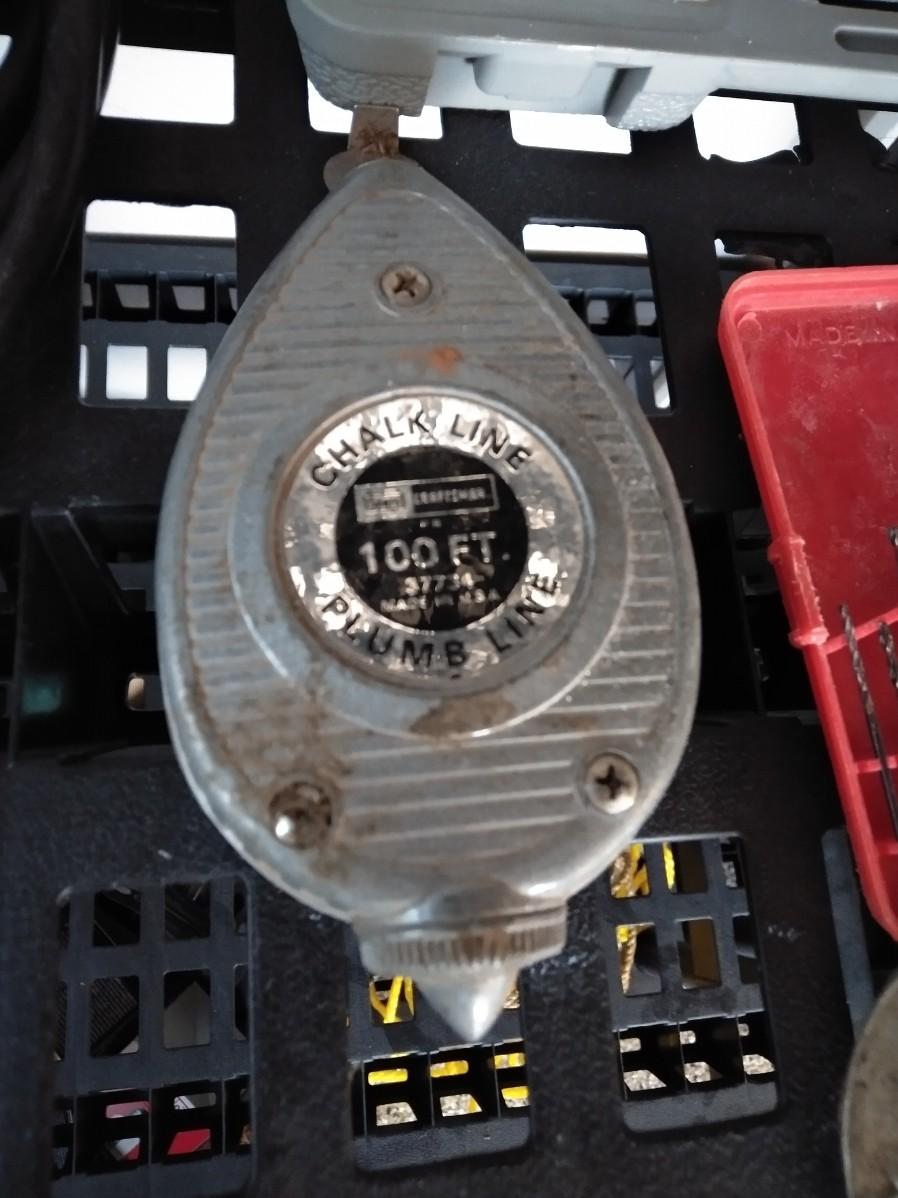 CHALK LINE
CRAFTSMAN
100 FT.
MADE IN U.S.A
PLUMB LINE
MADE IN